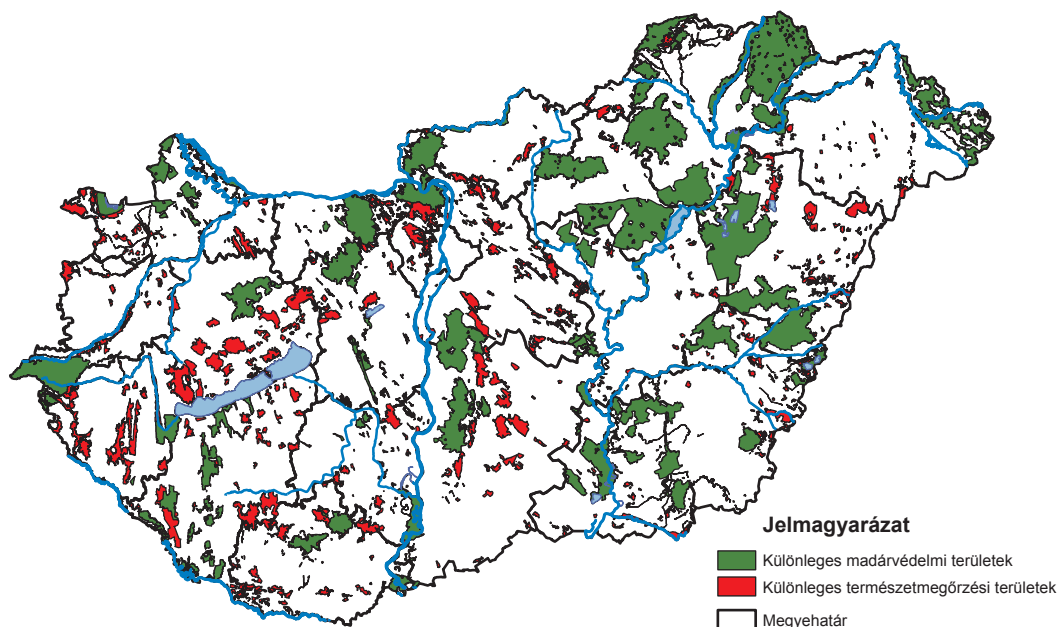 Jelmagyarázat
Különleges madárvédelmi területek
Különleges természetmegőrzési területek
Megyehatár